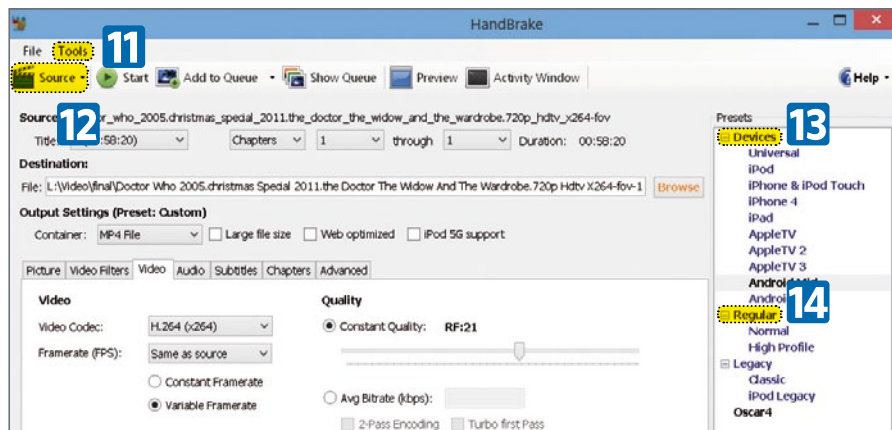 HandBrake
File Tools 11
Source Start Add to Queue Show Queue Preview Activity Window Help
12
or_who_2005.christmas_special_2011.the_doctor_the_widow_and_the_wardrobe.720p_hdtv_x264-fov
Title: :58:20) Chapters 1 through 1 Duration: 00:58:20
Destination:
File: L:\Video\final\Doctor Who 2005.christmas Special 2011.the Doctor The Widow And The Wardrobe.720p Hdtv X264-fov-1 Browse
Output Settings (Preset: Custom)
Container: MP4 File Large file size Web optimized iPod 5G support
Picture Video Filters Video Audio Subtitles Chapters Advanced
Video
Video Codec: H.264 (x264)
Framerate (FPS): Same as source
Constant Framerate
Variable Framerate
Quality
Constant Quality: RF:21
Avg Bitrate (kbps):
2-Pass Encoding Turbo first Pass
Presets
13
Devices
Universal
iPod
iPhone & iPod Touch
iPhone 4
iPad
AppleTV
AppleTV 2
AppleTV 3
Android
14
Regular
Normal
High Profile
Legacy
Classic
iPod Legacy
Oscar4